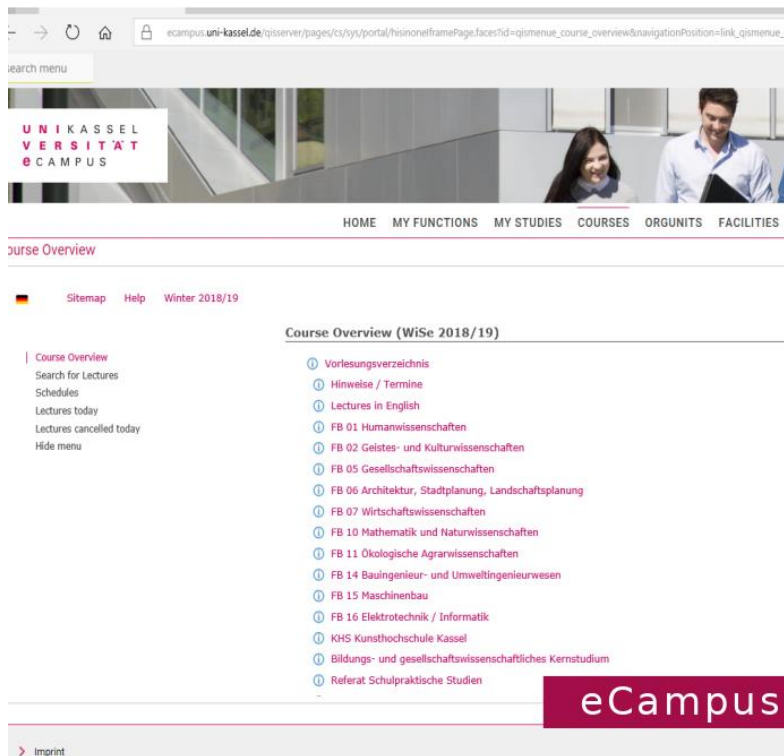 ecampus.uni-kassel.de/qisserver/pages/cs/sys/portal/hisinoneIframePage.faces?id=qismenue_course_overview&navigationPosition=link_qismenue_
search menu
UNIKASSEL
VERSITÄT
eCAMPUS
HOME MY FUNCTIONS MY STUDIES COURSES ORGUNITS FACILITIES
ourse Overview
Sitemap Help Winter 2018/19
Course Overview (WiSe 2018/19)
Course Overview
Search for Lectures
Schedules
Lectures today
Lectures cancelled today
Hide menu
Vorlesungsverzeichnis
Hinweise / Termine
Lectures in English
FB 01 Humanwissenschaften
FB 02 Geistes- und Kulturwissenschaften
FB 05 Gesellschaftswissenschaften
FB 06 Architektur, Stadtplanung, Landschaftsplanung
FB 07 Wirtschaftswissenschaften
FB 10 Mathematik und Naturwissenschaften
FB 11 Ökologische Agrarwissenschaften
FB 14 Bauingenieur- und Umweltingenieurwesen
FB 15 Maschinenbau
FB 16 Elektrotechnik / Informatik
KHS Kunsthochschule Kassel
Bildungs- und gesellschaftswissenschaftliches Kernstudium
Referat Schulpraktische Studien
eCampus
Imprint